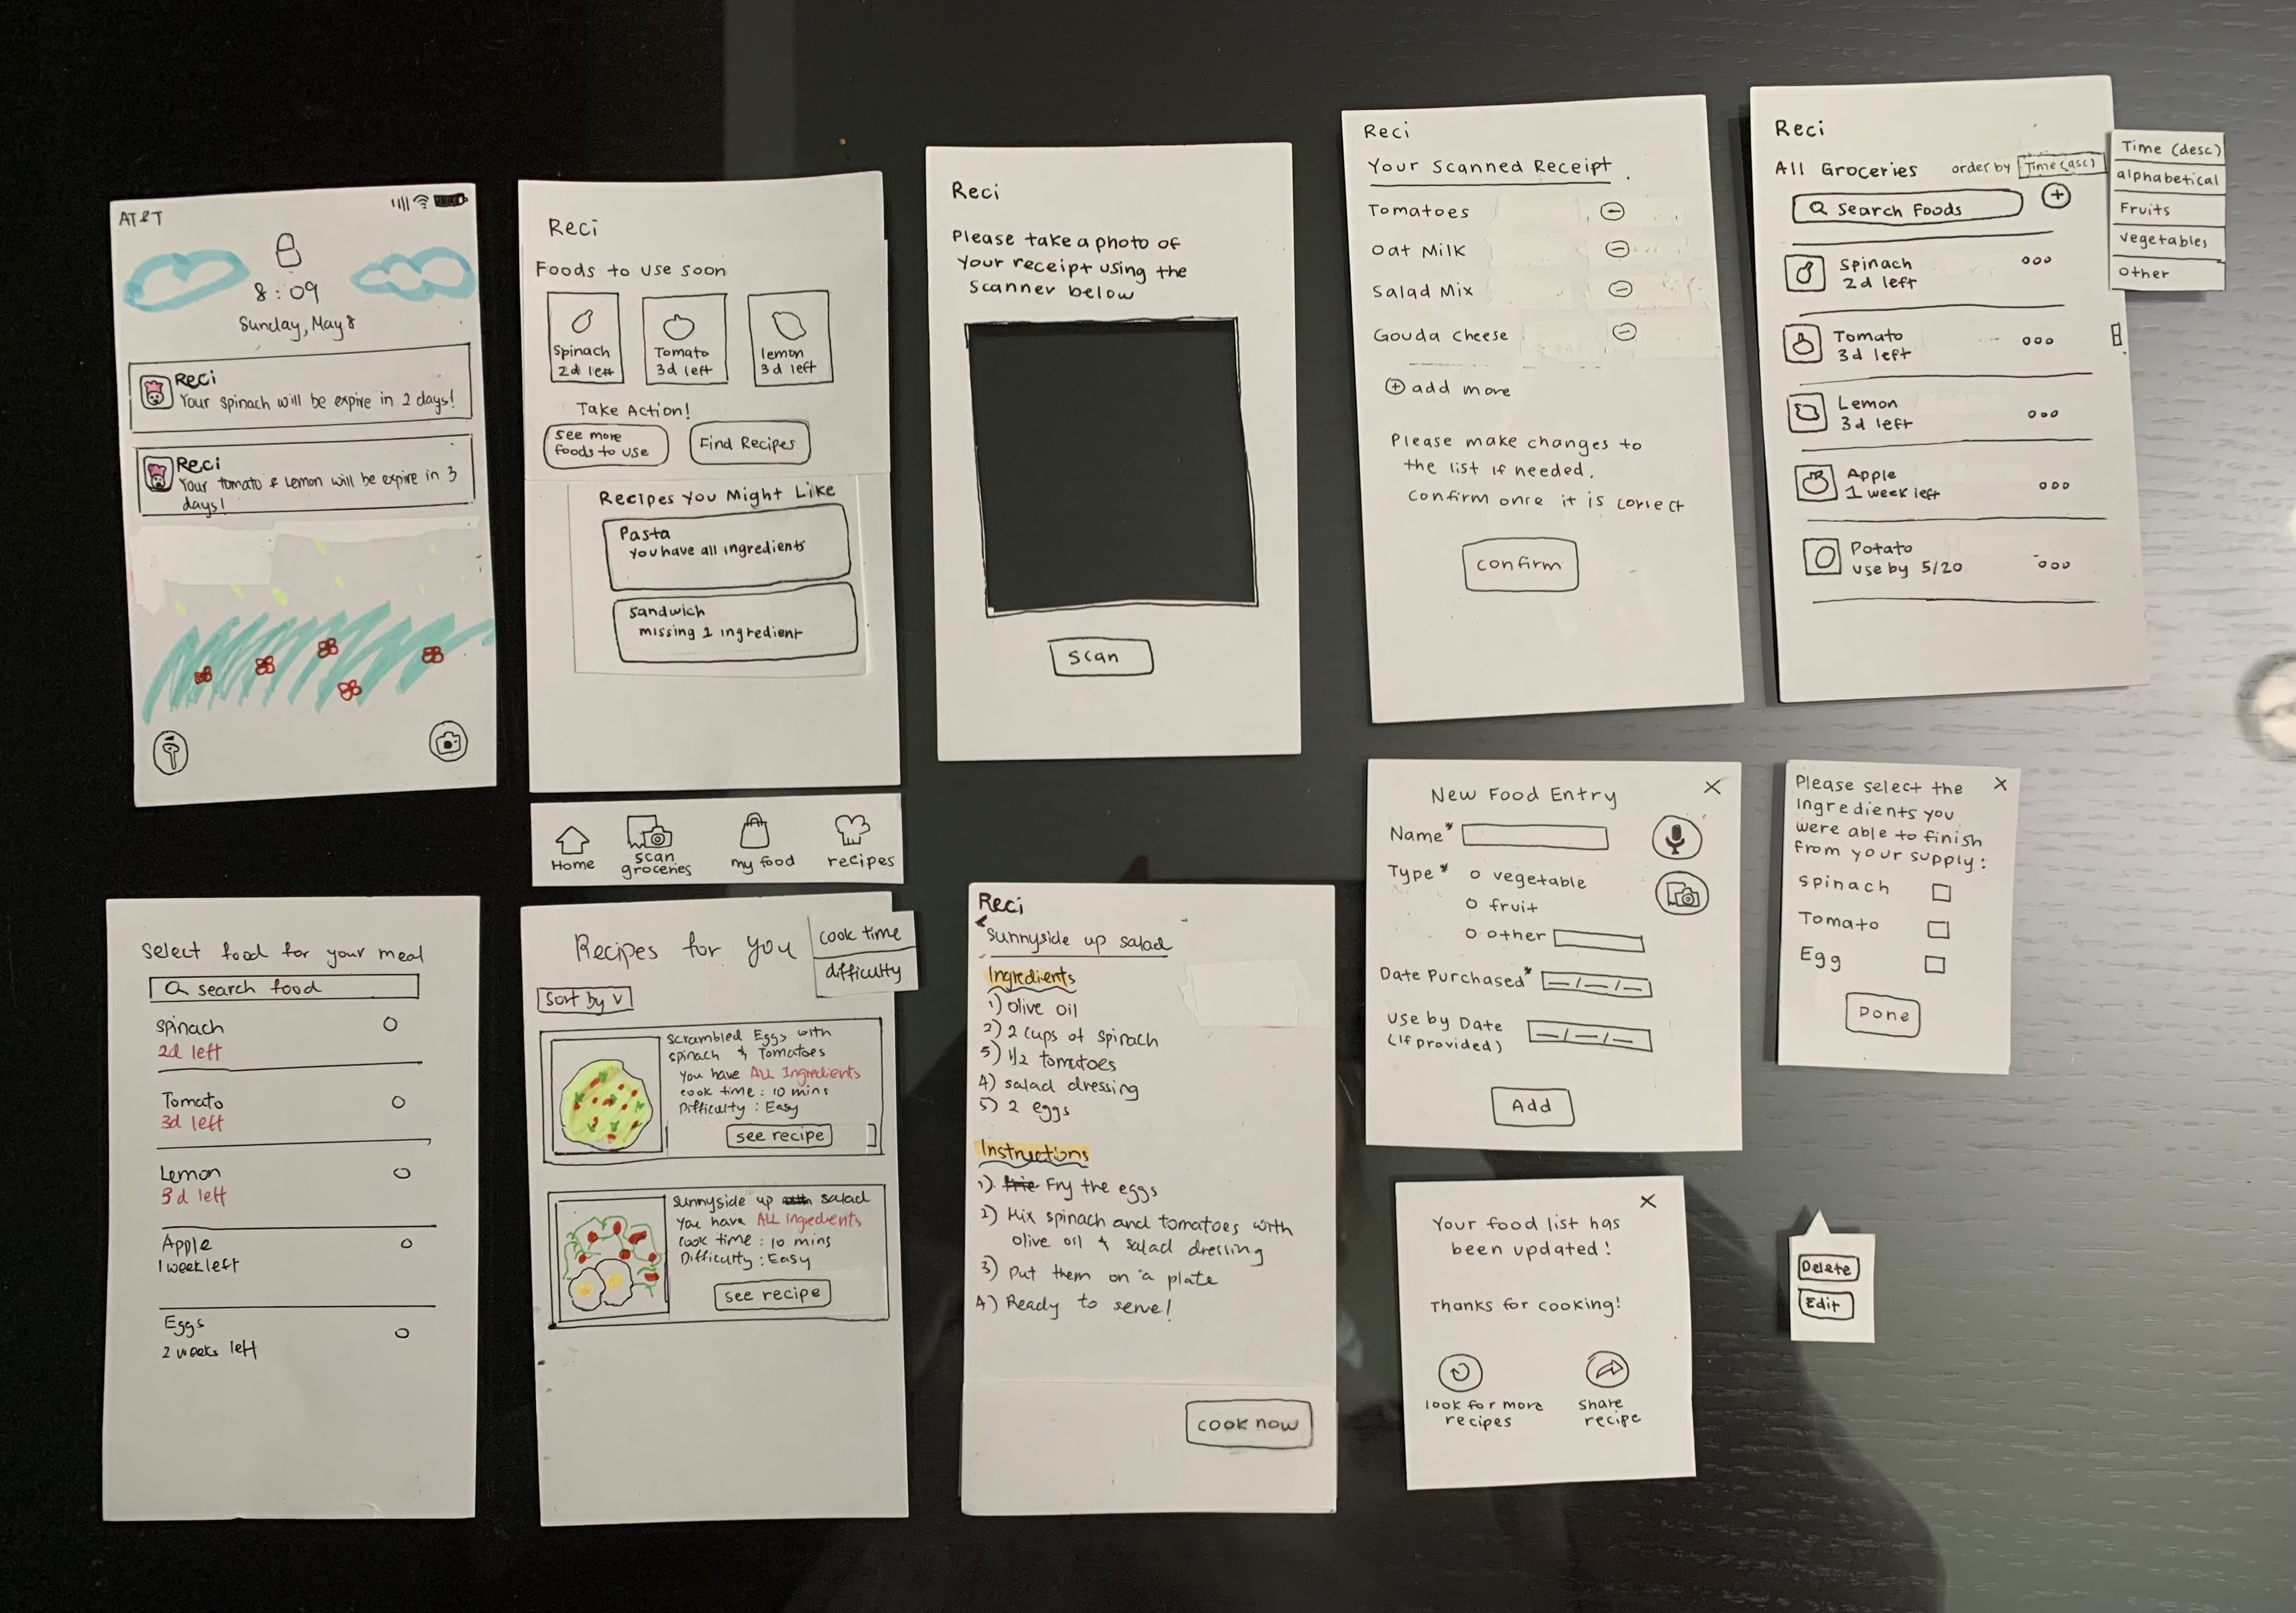 AT&T
8:09
Sunday, May 8
Reci
Your spinach will be expire in 2 days!
Reci
Your tomato & lemon will be expire in 3
days!
Reci
Foods to use soon
Spinach
2d left
Tomato
3d left
lemon
3d left
Take Action!
See more
foods to use
Find Recipes
Recipes You Might Like
Pasta
You have all ingredients
Sandwich
missing 1 ingredient
Home
scan
groceries
my food
recipes
Reci
Please take a photo of
your receipt using the
scanner below
Scan
Reci
Your Scanned Receipt
Tomatoes
Oat Milk
Salad Mix
Gouda Cheese
add more
Please make changes to
the list if needed.
Confirm once it is correct
Confirm
Reci
All Groceries
order by
Time(asc)
Time (desc)
alphabetical
Fruits
vegetables
other
Search Foods
Spinach
2d left
Tomato
3d left
Lemon
3d left
Apple
1 week left
Potato
use by 5/20
Select food for your meal
search food
Spinach
2d left
Tomato
3d left
Lemon
3d left
Apple
1 week left
Eggs
2 weeks left
Recipes for you
cook time
difficulty
Sort by v
Scrambled Eggs with
spinach & Tomatoes
You have ALL Ingredients
cook time : 10 mins
Difficulty : Easy
see recipe
Sunnyside up salad
You have ALL Ingredients
cook time : 10 mins
Difficulty : Easy
see recipe
Reci
<
Sunnyside up salad
Ingredients
1) olive oil
2) 2 cups of spinach
5) 1/2 tomatoes
4) salad dressing
5) 2 eggs
Instructions
1) Fry the eggs
2) Mix spinach and tomatoes with
olive oil & salad dressing
3) Put them on a plate
4) Ready to serve!
COOK NOW
New Food Entry
X
Name*
Type*
vegetable
fruit
other
Date Purchased*
_/_/_
Use by Date
(If provided)
_/_/_
Add
Please select the
ingredients you
were able to finish
from your supply:
X
Spinach
Tomato
Egg
Done
X
Your food list has
been updated!
Thanks for cooking!
look for more
recipes
share
recipe
Delete
Edit